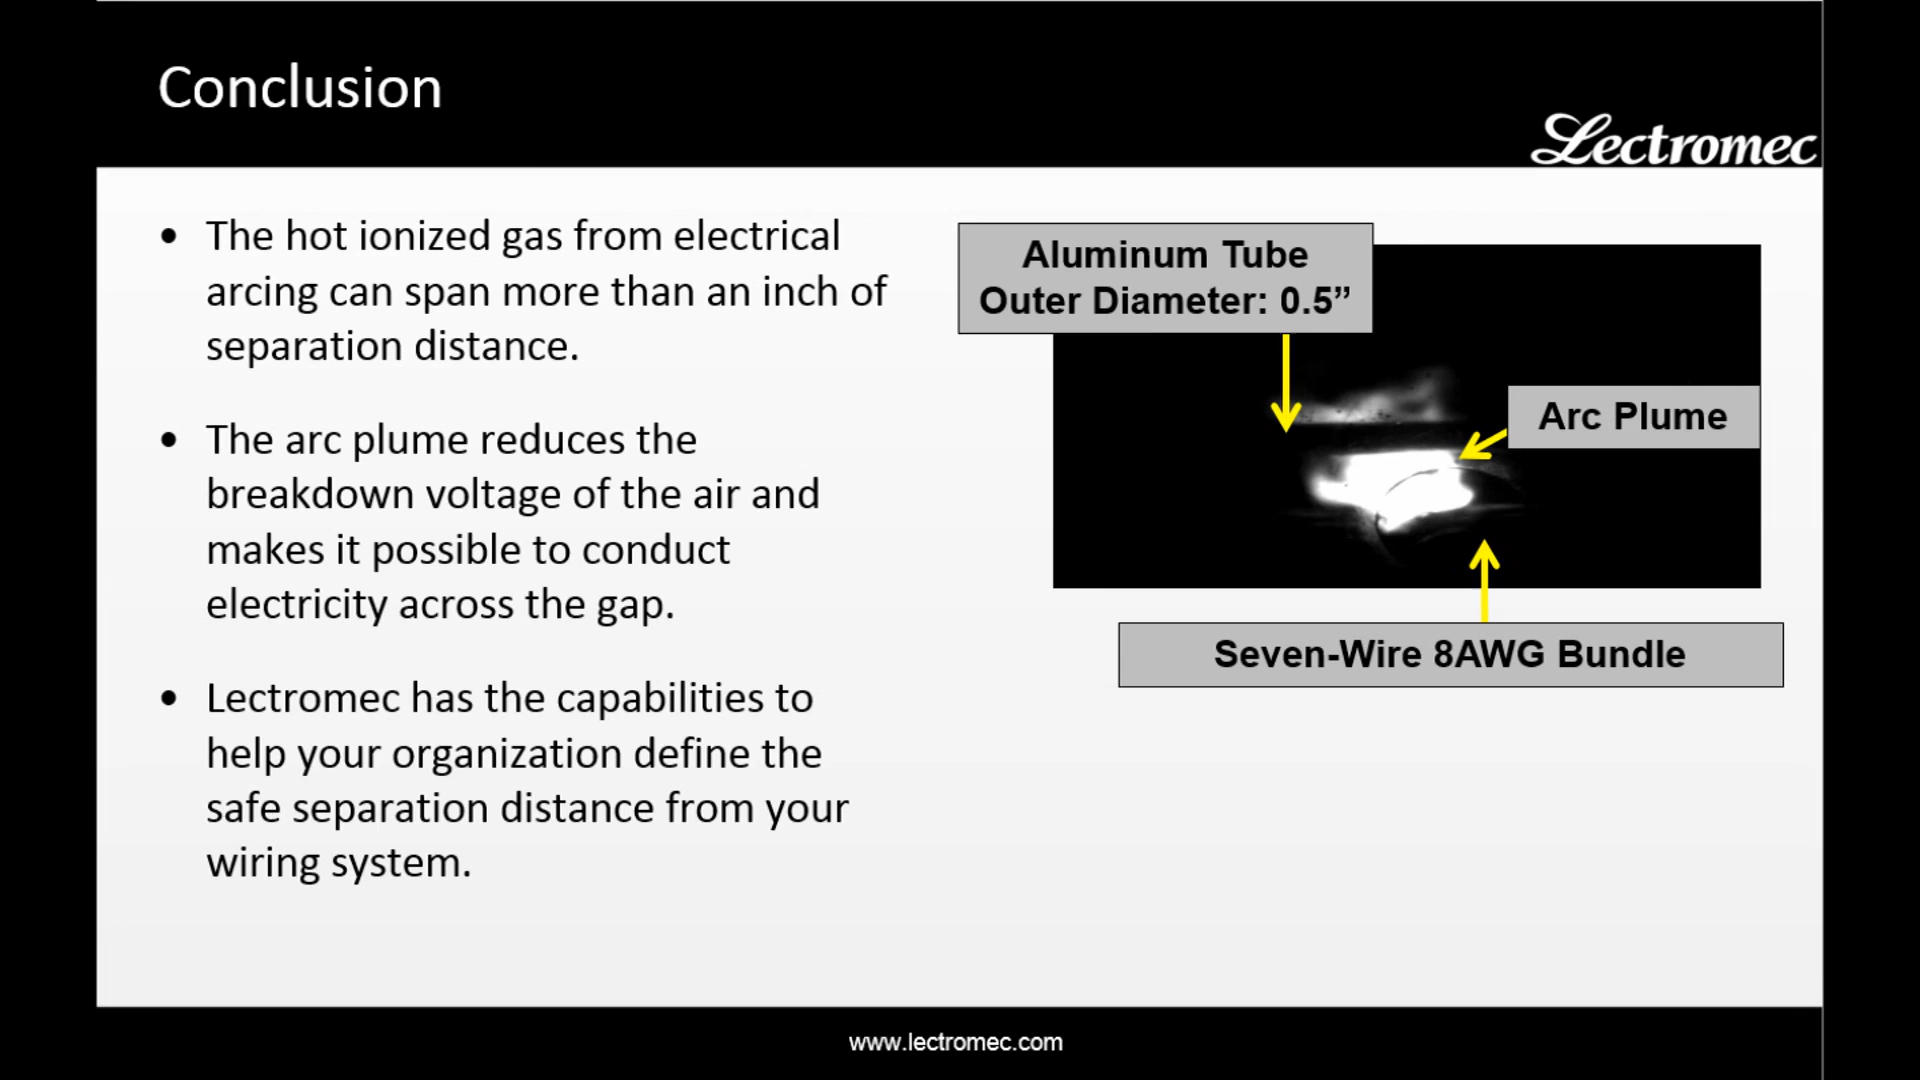 Conclusion
Lectromec
• The hot ionized gas from electrical
arcing can span more than an inch of
separation distance.
• The arc plume reduces the
breakdown voltage of the air and
makes it possible to conduct
electricity across the gap.
• Lectromec has the capabilities to
help your organization define the
safe separation distance from your
wiring system.
Aluminum Tube
Outer Diameter: 0.5”
Arc Plume
Seven-Wire 8AWG Bundle
www.lectromec.com